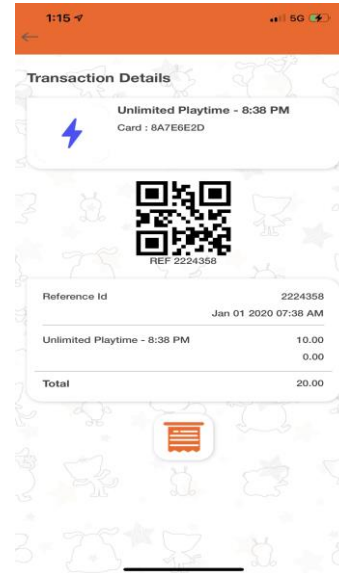 1:15
5G
Transaction Details
Unlimited Playtime - 8:38 PM
Card : 8A7E6E2D
REF 2224358
Reference Id 2224358
Jan 01 2020 07:38 AM
Unlimited Playtime - 8:38 PM 10.00
0.00
Total 20.00